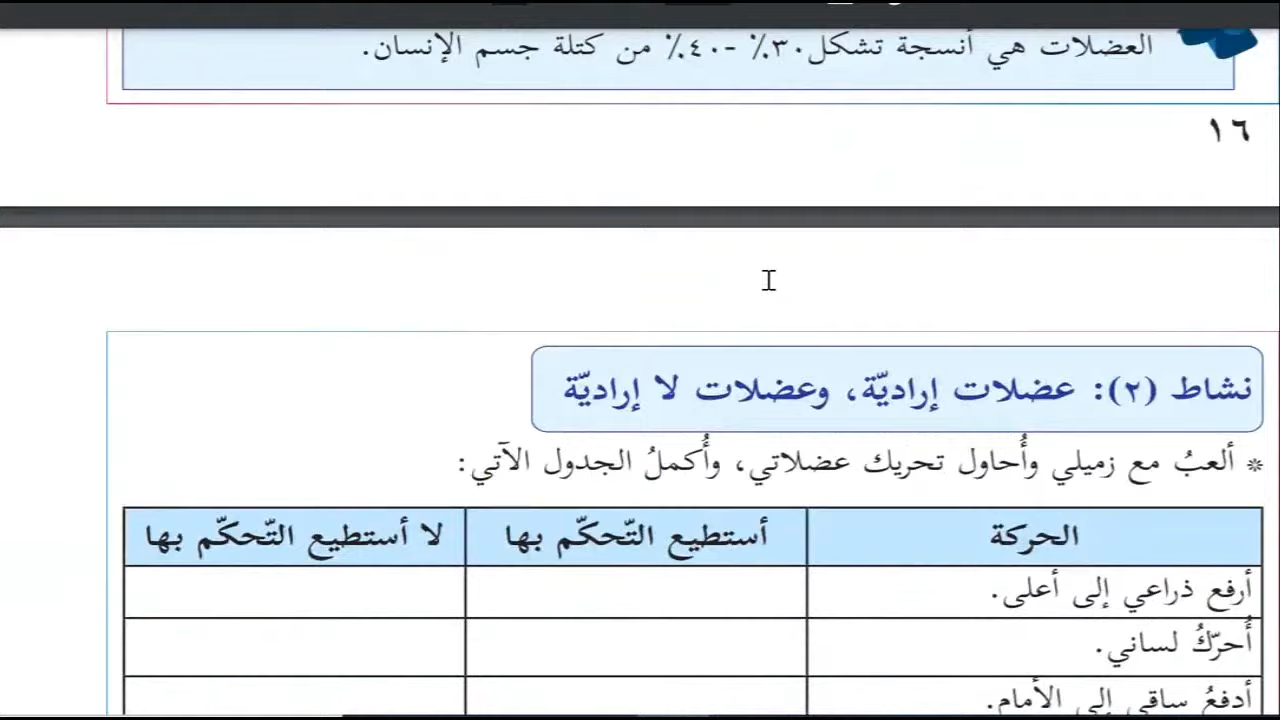 العضلات هي أنسجة تشكل٣٠٪ -٤٠٪ من كتلة جسم الإنسان.
١٦
نشاط (٢): عضلات إراديّة، وعضلات لا إراديّة
* ألعبُ مع زميلي وأُحاول تحريك عضلاتي، وأُكملُ الجدول الآتي:
الحركة أستطيع التّحكّم بها لا أستطيع التّحكّم بها
أرفع ذراعي إلى أعلى.
أُحرّكُ لساني.
أدفعُ ساقي إلى الأمام.